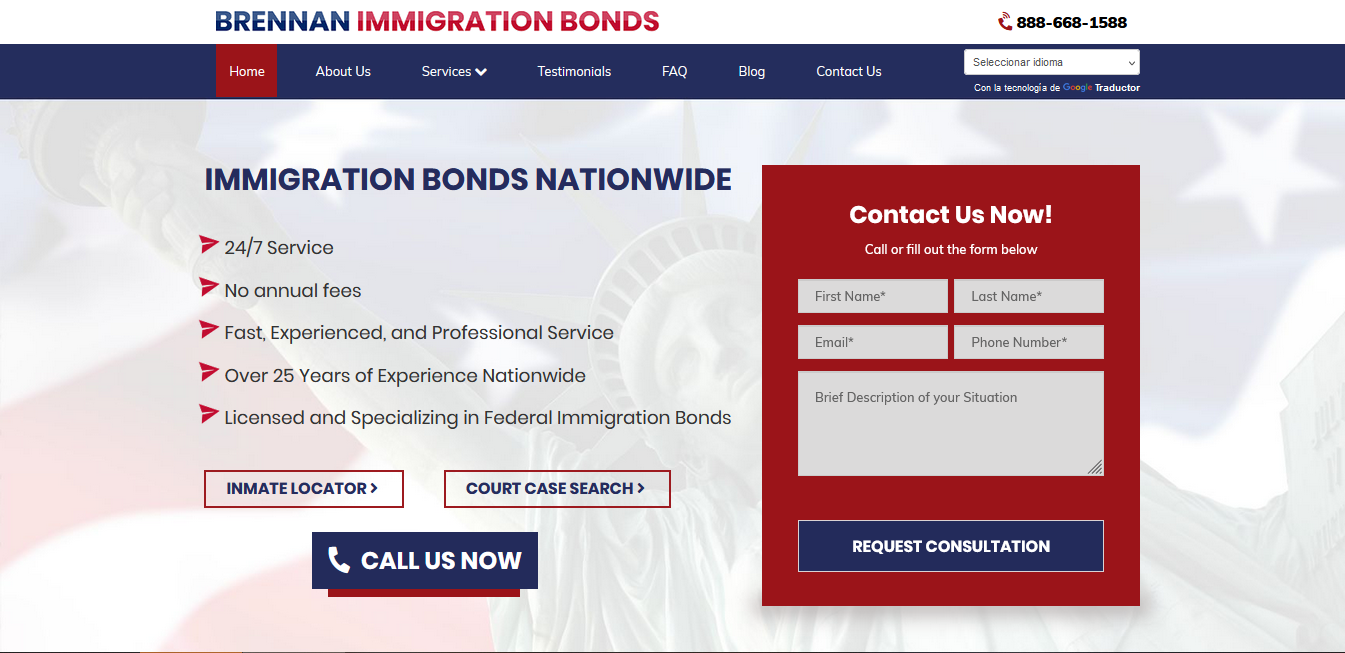 BRENNAN IMMIGRATION BONDS
888-668-1588
Home About Us Services Testimonials FAQ Blog Contact Us
Seleccionar idioma
Con la tecnología de Google Traductor
IMMIGRATION BONDS NATIONWIDE
24/7 Service
No annual fees
Fast, Experienced, and Professional Service
Over 25 Years of Experience Nationwide
Licensed and Specializing in Federal Immigration Bonds
INMATE LOCATOR
COURT CASE SEARCH
CALL US NOW
Contact Us Now!
Call or fill out the form below
First Name* Last Name*
Email* Phone Number*
Brief Description of your Situation
REQUEST CONSULTATION